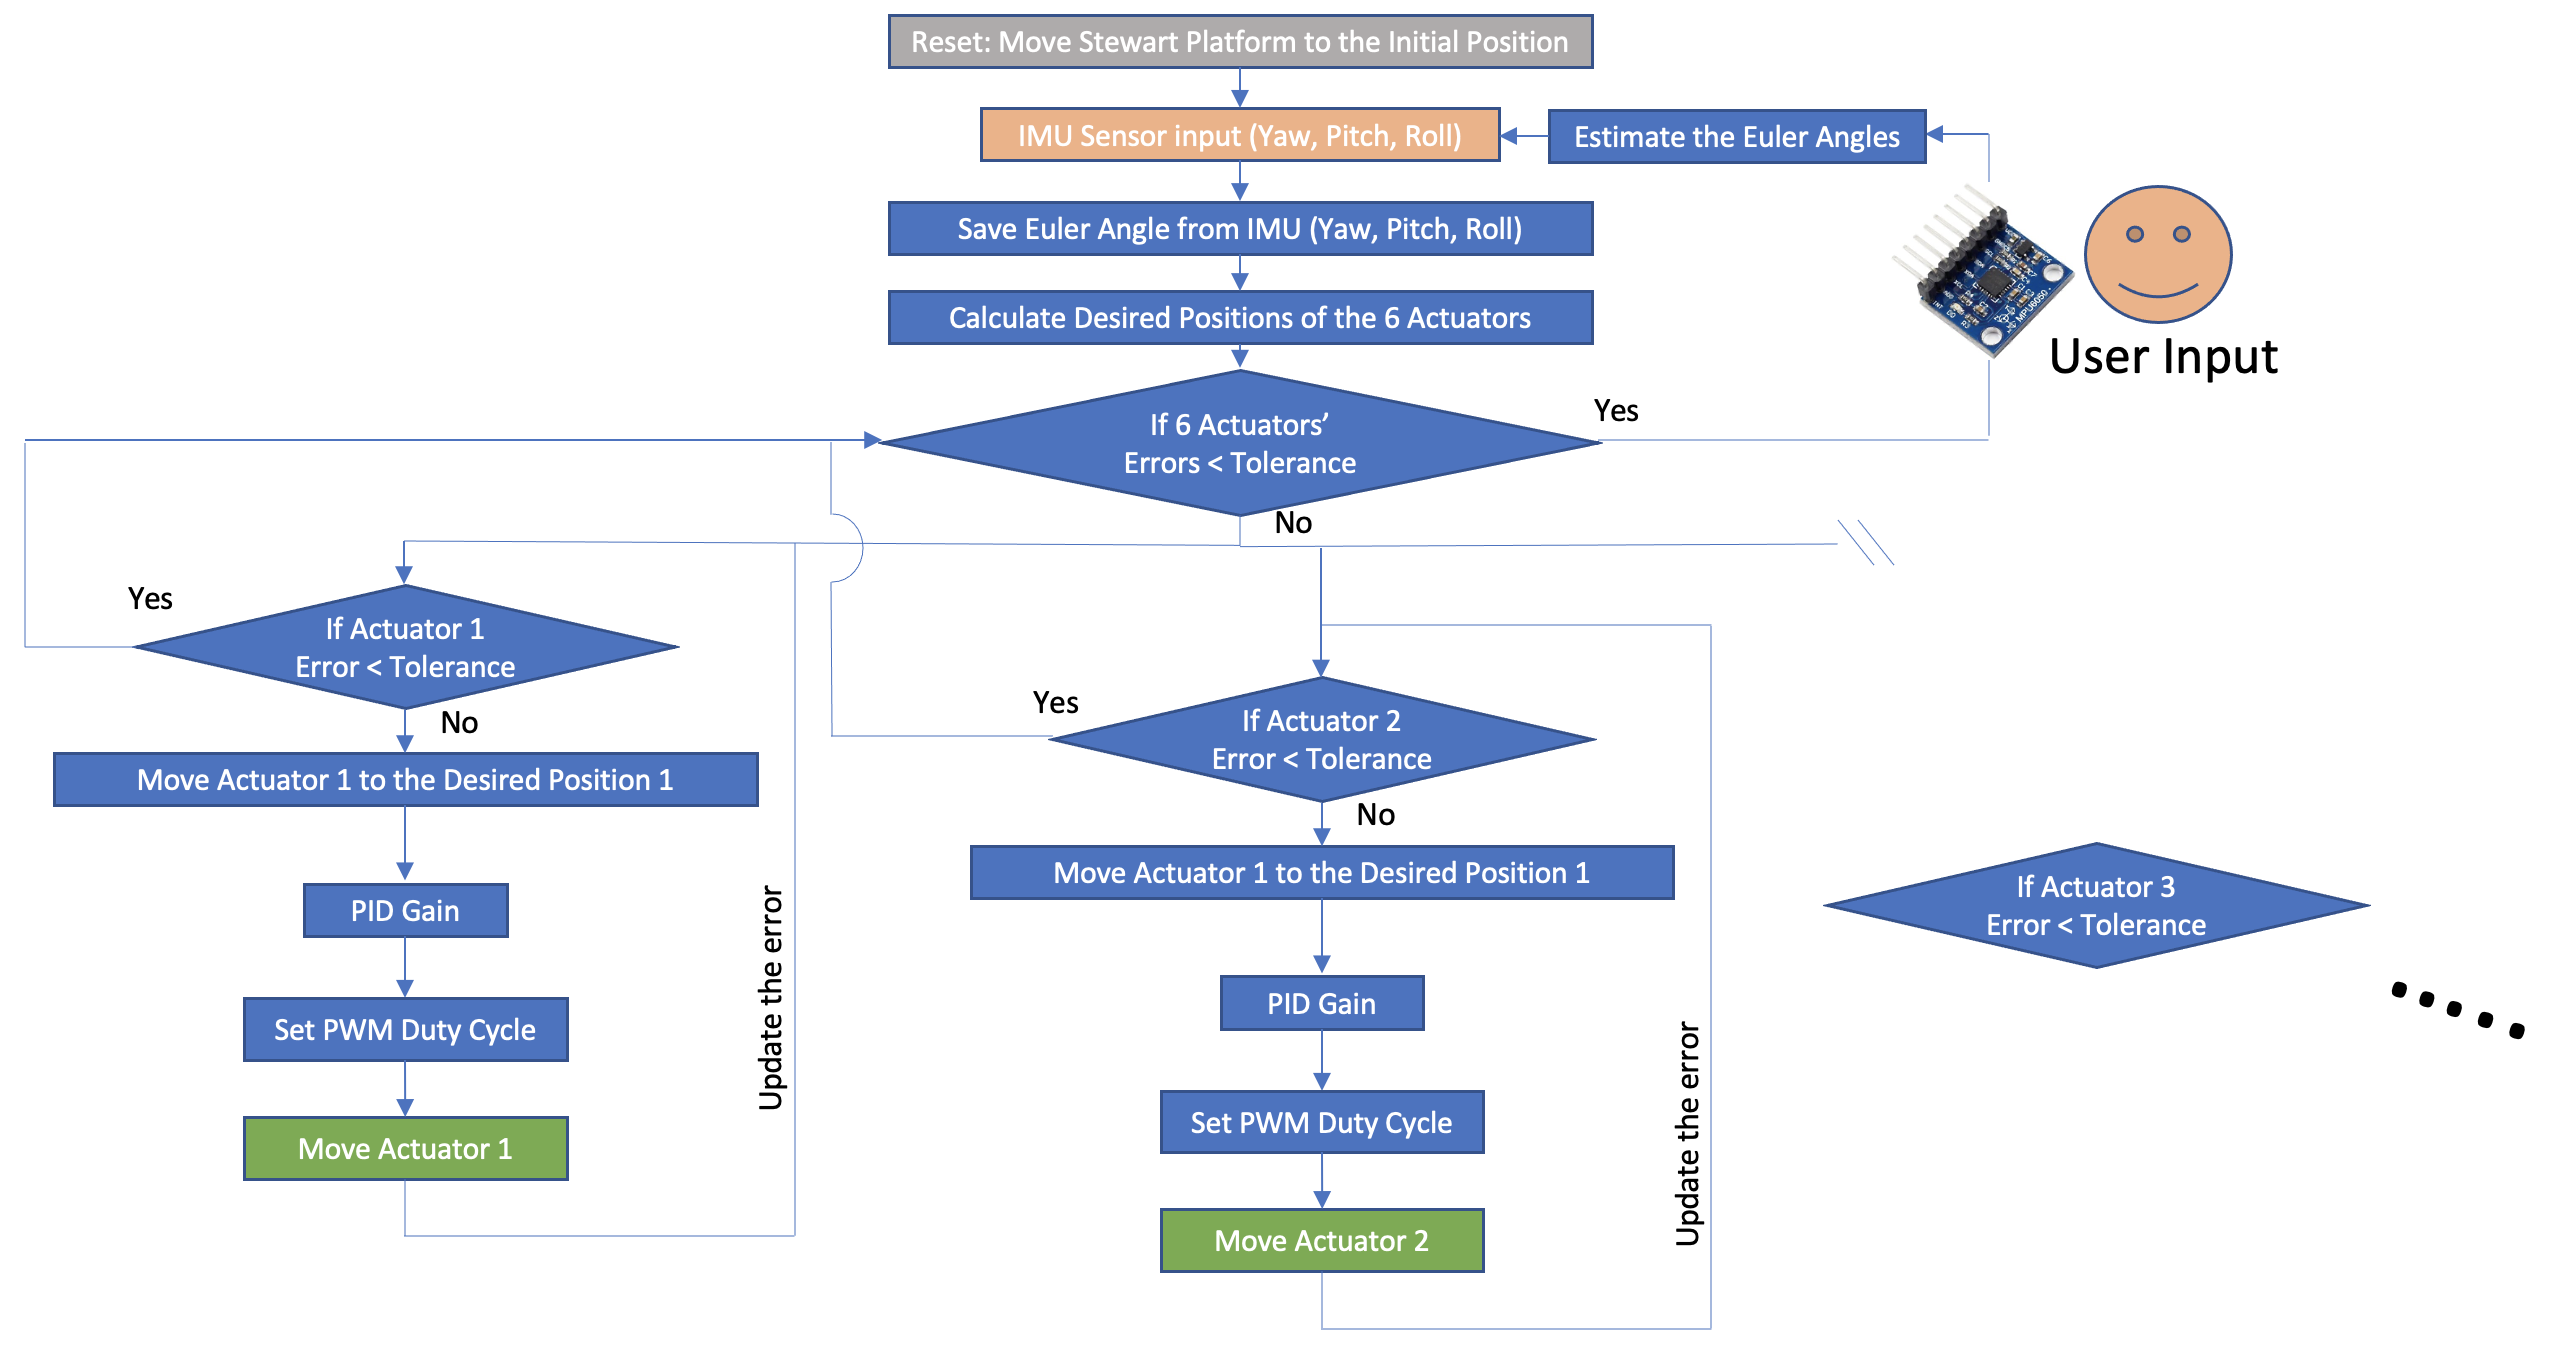 Reset: Move Stewart Platform to the Initial Position
IMU Sensor input (Yaw, Pitch, Roll)
Estimate the Euler Angles
Save Euler Angle from IMU (Yaw, Pitch, Roll)
Calculate Desired Positions of the 6 Actuators
MPU6050
User Input
If 6 Actuators’
Errors < Tolerance
Yes
No
Yes
If Actuator 1
Error < Tolerance
No
Move Actuator 1 to the Desired Position 1
PID Gain
Set PWM Duty Cycle
Move Actuator 1
Update the error
Yes
If Actuator 2
Error < Tolerance
No
Move Actuator 1 to the Desired Position 1
PID Gain
Set PWM Duty Cycle
Move Actuator 2
Update the error
If Actuator 3
Error < Tolerance